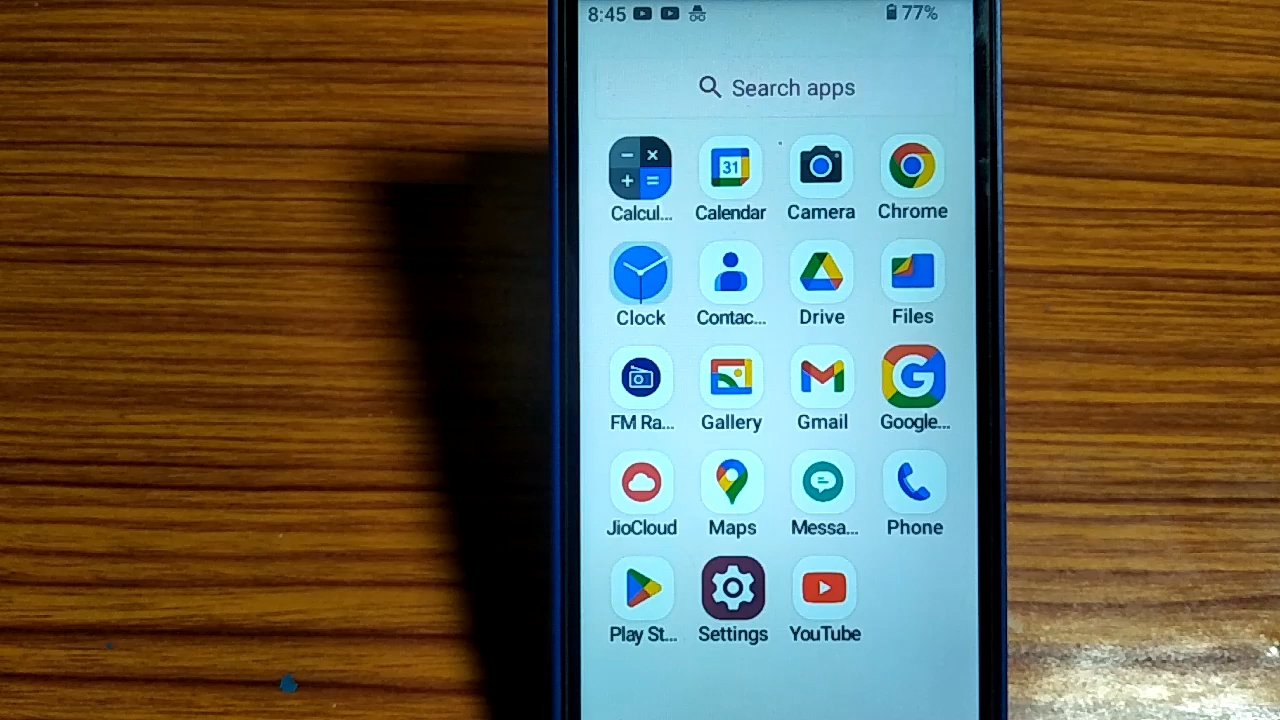 8:45 77%
Search apps
31
Calcul... Calendar Camera Chrome
Clock Contac... Drive Files
G
FM Ra... Gallery Gmail Google...
JioCloud Maps Messa... Phone
Play St... Settings YouTube